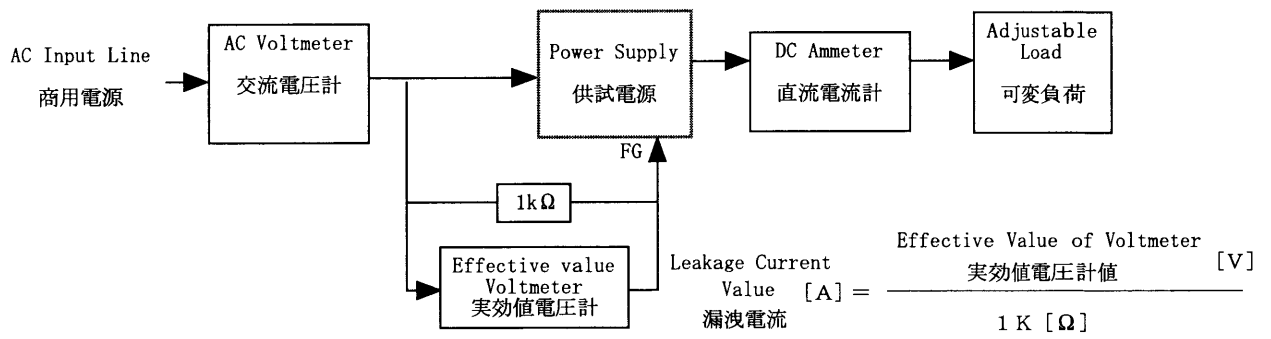 AC Input Line
商用電源
AC Voltmeter
交流電圧計
Power Supply
供試電源
DC Ammeter
直流電流計
Adjustable
Load
可変負荷
FG
1kΩ
Effective value
Voltmeter
実効値電圧計
Leakage Current
Value [A] =
漏洩電流
Effective Value of Voltmeter
実効値電圧計値 [V]
1 K [Ω]